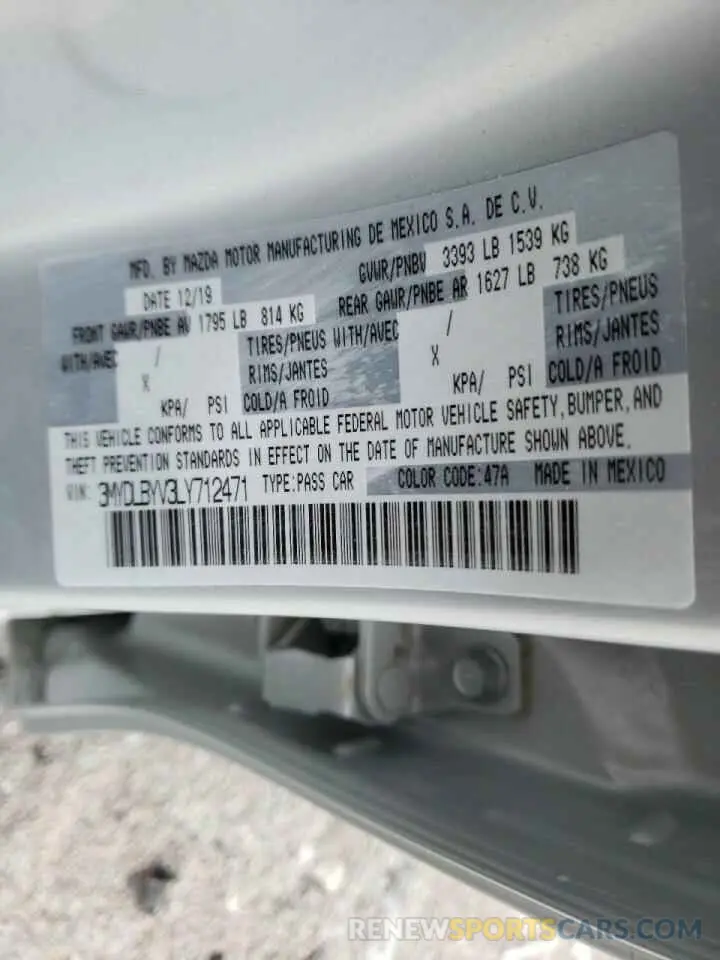 MFD. BY MAZDA MOTOR MANUFACTURING DE MEXICO S.A. DE C.V.
DATE 12/19 GVWR/PNBV 3393 LB 1539 KG
FRONT GAWR/PNBE AV 1795 LB 814 KG REAR GAWR/PNBE AR 1627 LB 738 KG
WITH/AVEC / TIRES/PNEUS WITH/AVEC / TIRES/PNEUS
X RIMS/JANTES X RIMS/JANTES
KPA/ PSI COLD/A FROID KPA/ PSI COLD/A FROID
THIS VEHICLE CONFORMS TO ALL APPLICABLE FEDERAL MOTOR VEHICLE SAFETY, BUMPER, AND
THEFT PREVENTION STANDARDS IN EFFECT ON THE DATE OF MANUFACTURE SHOWN ABOVE.
VIN: 3MYDLBYV3LY712471 TYPE:PASS CAR COLOR CODE:47A MADE IN MEXICO
RENEWSPORTSCARS.COM